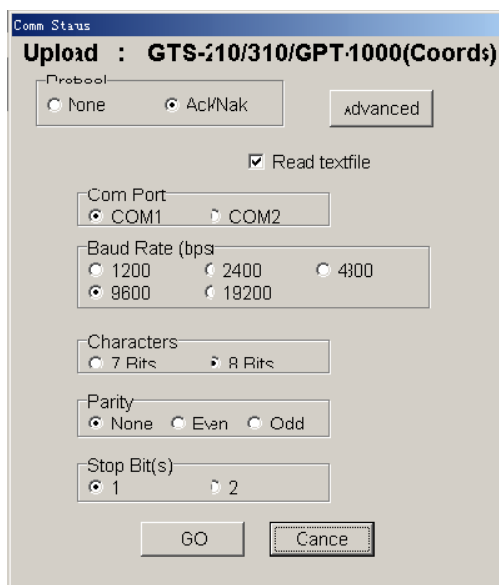 Comm Staus
Upload : GTS-210/310/GPT-1000(Coords)
Protocol
None Ack/Nak
Advanced
Read textfile
Com Port
COM1 COM2
Baud Rate (bps
1200 2400 4800
9600 19200
Characters
7 Bits 8 Bits
Parity
None Even Odd
Stop Bit(s)
1 2
GO Cance